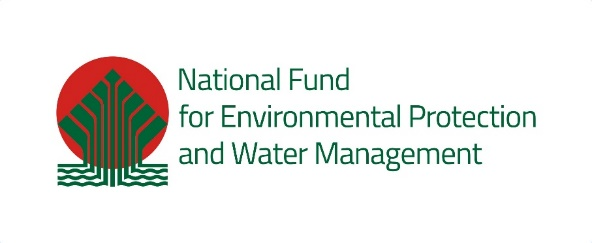 National Fund
for Environmental Protection
and Water Management